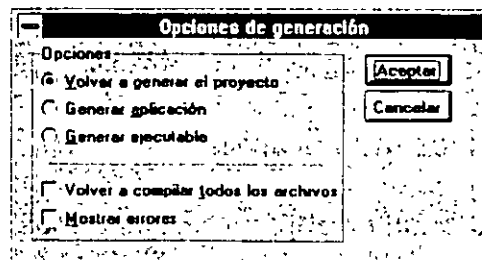 Opciones de generación
Opciones
Volver a generar el proyecto
Generar aplicación
Generar ejecutable
Volver a compilar todos los archivos
Mostrar errores
Aceptar
Cancelar